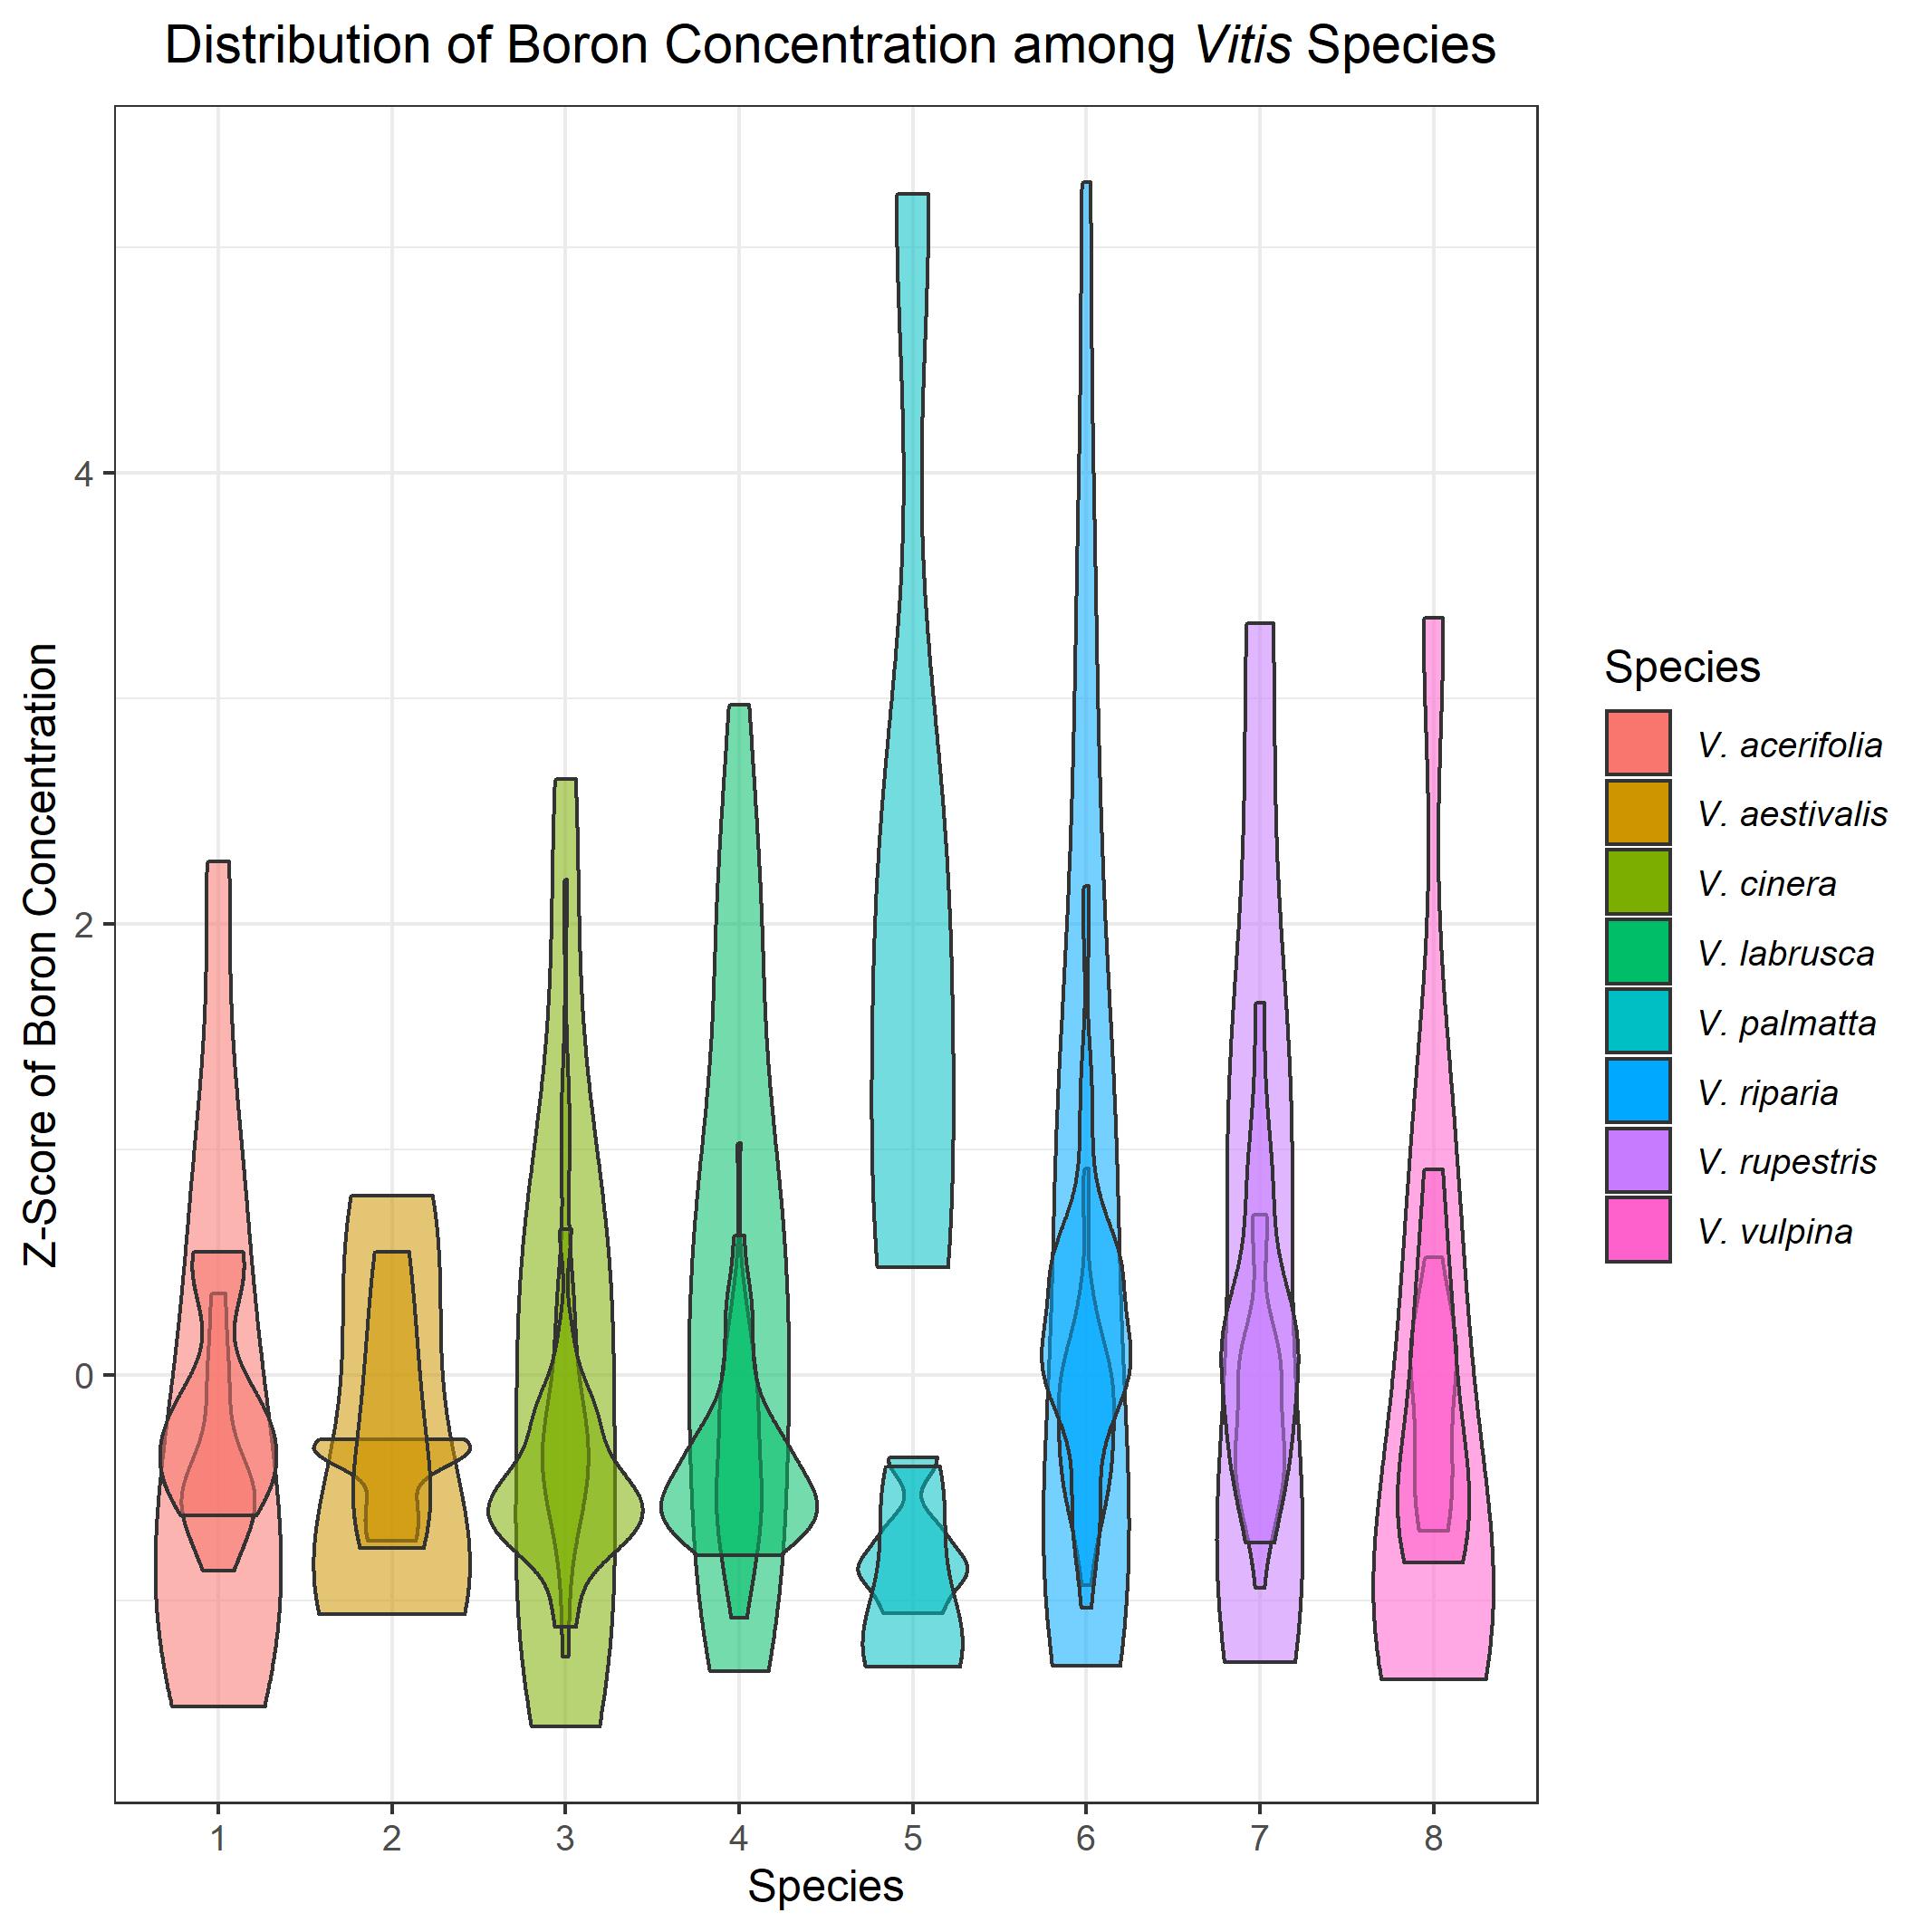 Distribution of Boron Concentration among Vitis Species
Z-Score of Boron Concentration
4
2
0
1 2 3 4 5 6 7 8
Species
Species
V. acerifolia
V. aestivalis
V. cinera
V. labrusca
V. palmatta
V. riparia
V. rupestris
V. vulpina